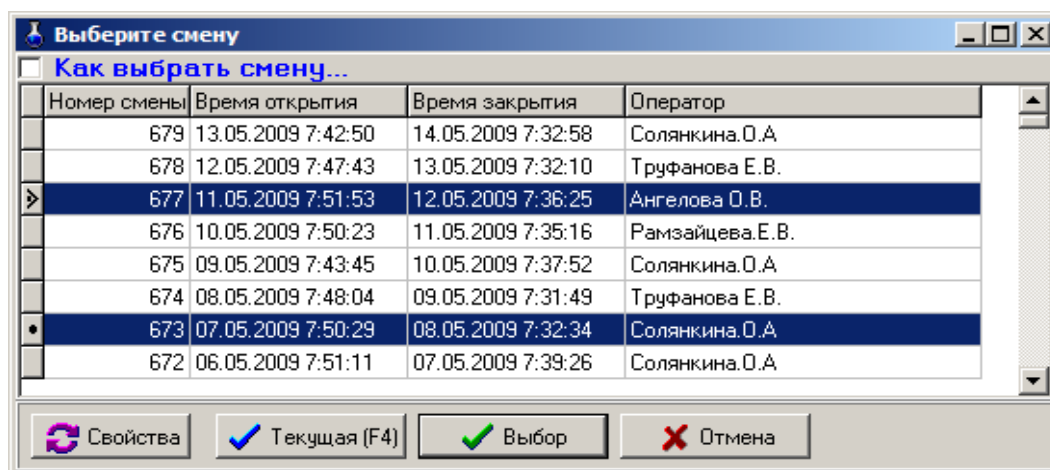 Выберите смену
Как выбрать смену...
Номер смены Время открытия Время закрытия Оператор
679 13.05.2009 7:42:50 14.05.2009 7:32:58 Солянкина.О.А
678 12.05.2009 7:47:43 13.05.2009 7:32:10 Труфанова Е.В.
677 11.05.2009 7:51:53 12.05.2009 7:36:25 Ангелова О.В.
676 10.05.2009 7:50:23 11.05.2009 7:35:16 Рамзайцева.Е.В.
675 09.05.2009 7:43:45 10.05.2009 7:37:52 Солянкина.О.А
674 08.05.2009 7:48:04 09.05.2009 7:31:49 Труфанова Е.В.
673 07.05.2009 7:50:29 08.05.2009 7:32:34 Солянкина.О.А
672 06.05.2009 7:51:11 07.05.2009 7:39:26 Солянкина.О.А
Свойства Текущая (F4) Выбор Отмена